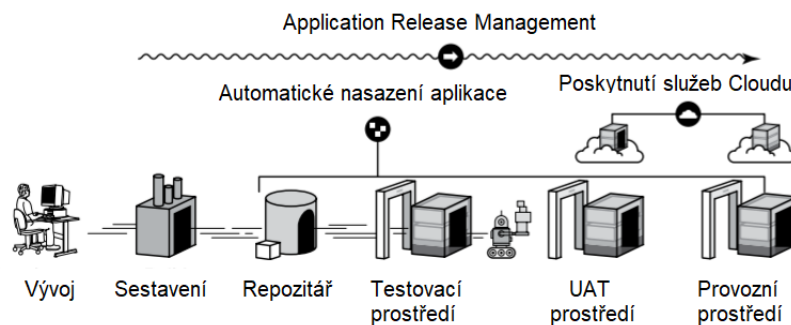 Application Release Management
Poskytnutí služeb Cloudu
Automatické nasazení aplikace
Vývoj
Sestavení
Repozitář
Testovací
prostředí
UAT
prostředí
Provozní
prostředí